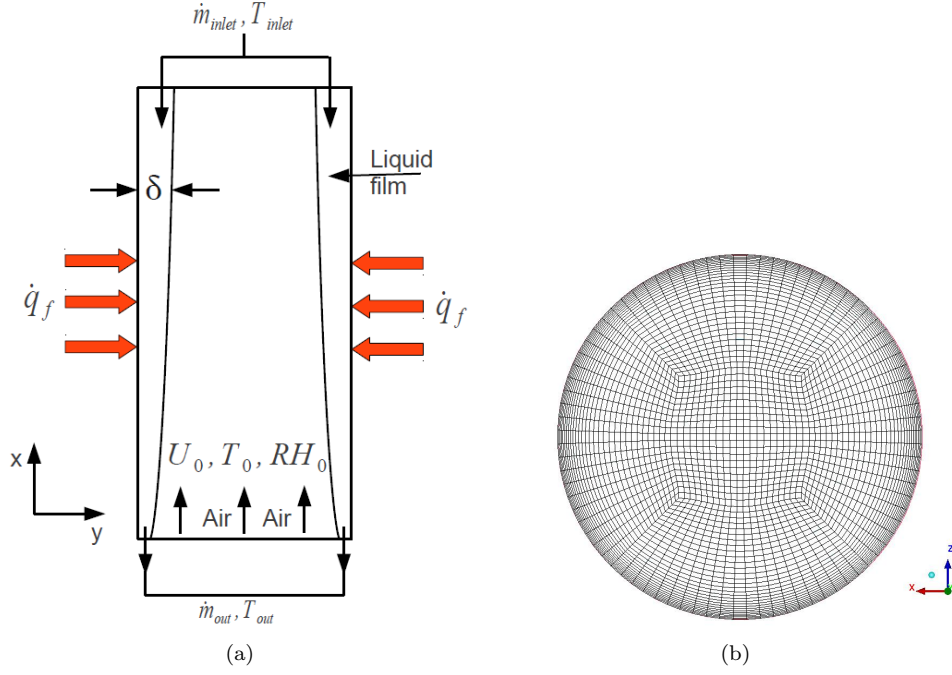 ṁ_inlet, T_inlet
Liquid
film
δ
q̇_f
q̇_f
x
U_0, T_0, RH_0
Air Air
y
ṁ_out, T_out
z
x
(a)
(b)